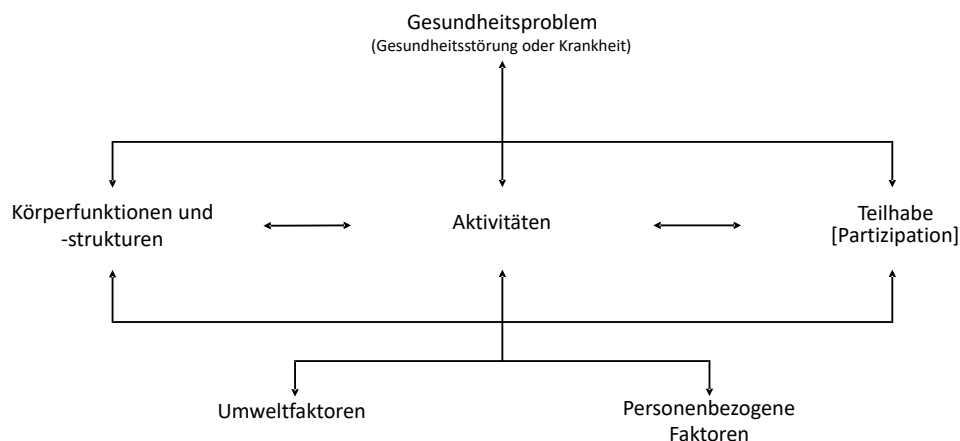 Gesundheitsproblem
(Gesundheitsstörung oder Krankheit)
Körperfunktionen und
-strukturen
Aktivitäten
Teilhabe
[Partizipation]
Umweltfaktoren
Personenbezogene
Faktoren